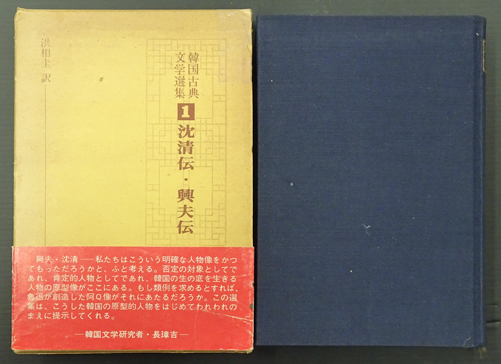 韓国古典
文学選集
1
沈清伝・興夫伝
洪相圭 訳
興夫・沈清――私たちはこういう明確な人物像をかつ
てもっただろうかと、ふと考える。否定の対象としてで
あれ、肯定的人物としてであれ、韓国の生の底を生きる
人物の原型像がここにある。もし類例を求めるとすれば、
魯迅が創造した阿Q像がそれにあたるだろうか。この選
集は、こうした韓国の原型的人物をはじめてわれわれの
まえに提示してくれる。
―韓国文学研究者・長璋吉―